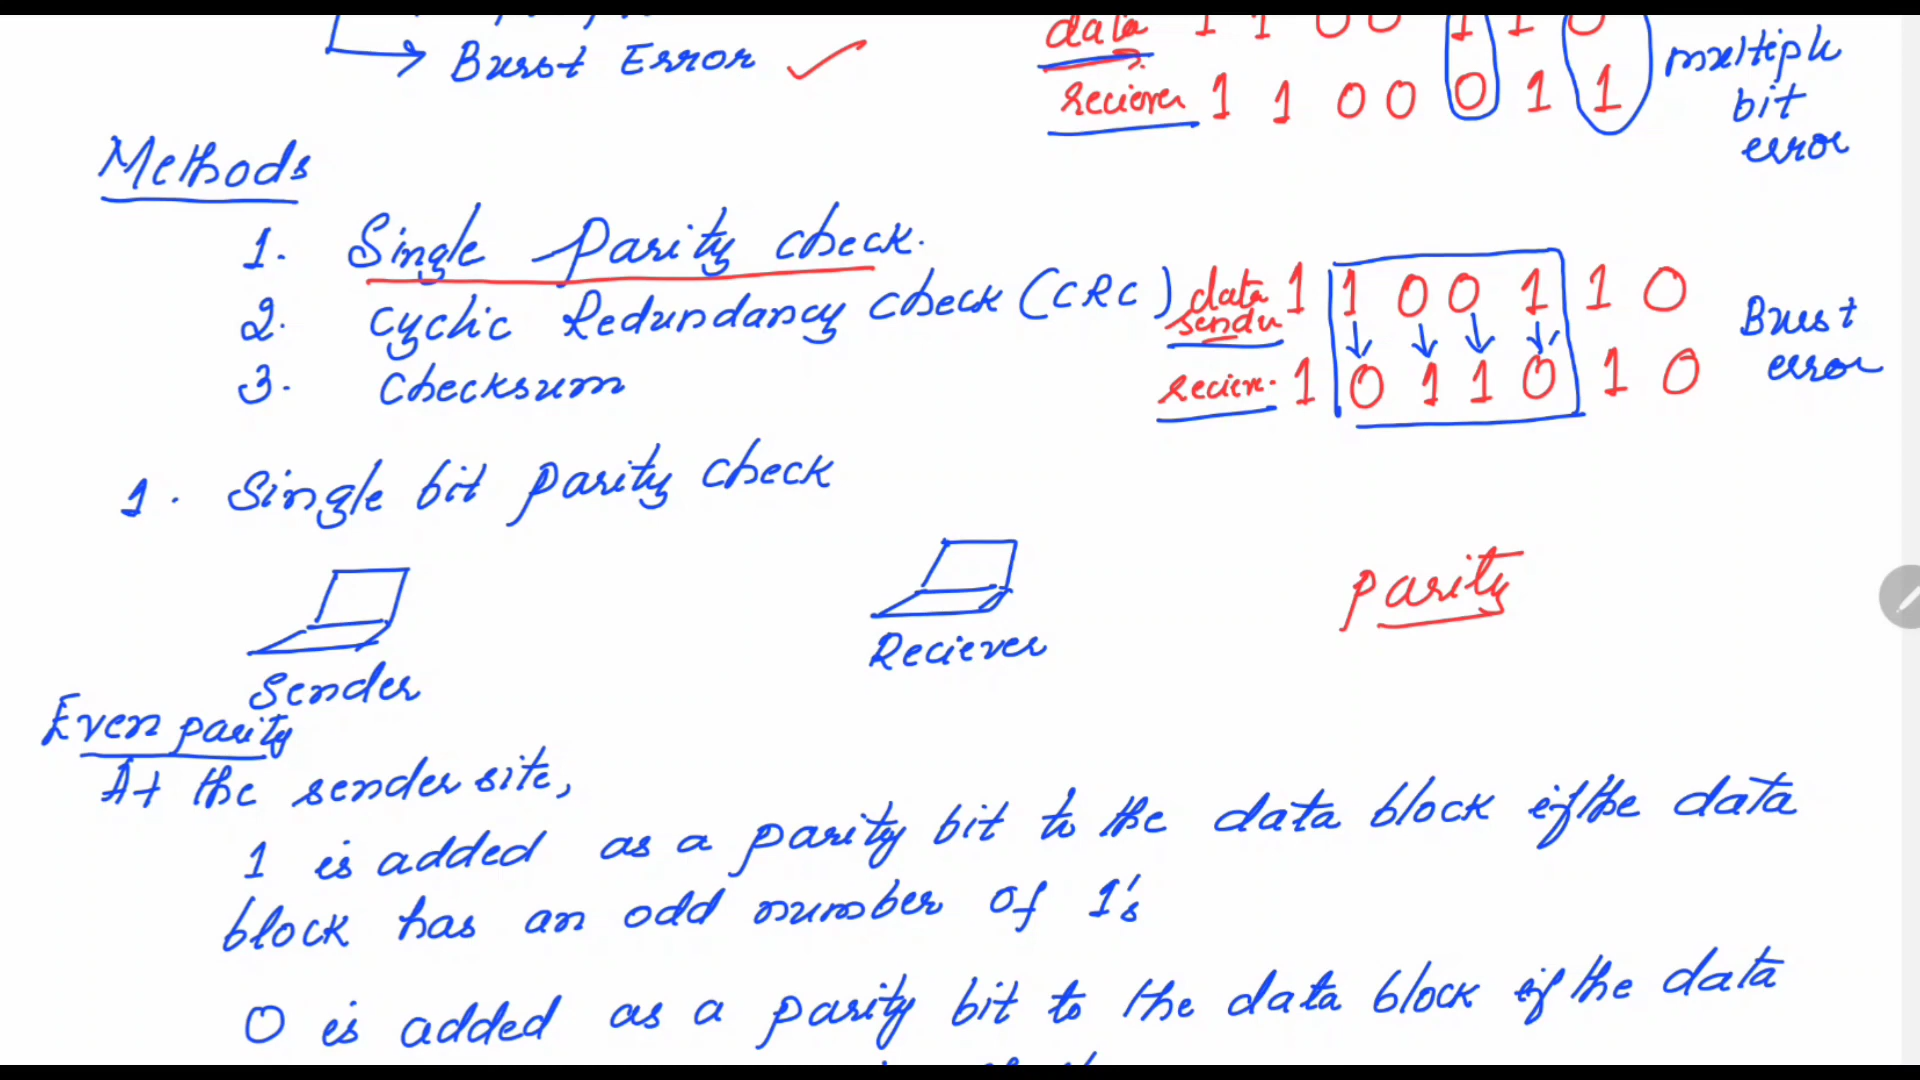 Burst Error
data 1 1 0 0 1 1 0
reciever 1 1 0 0 0 1 1
multiple
bit
error
Methods
1. Single Parity check.
2. Cyclic Redundancy check (CRC)
3. checksum
data 1 1 0 0 1 1 0
sender
reciever 1 0 1 1 0 1 0
Burst
error
1. Single bit parity check
Sender
Reciever
parity
Even parity
At the sender site,
1 is added as a parity bit to the data block if the data
block has an odd number of 1's
0 is added as a parity bit to the data block if the data